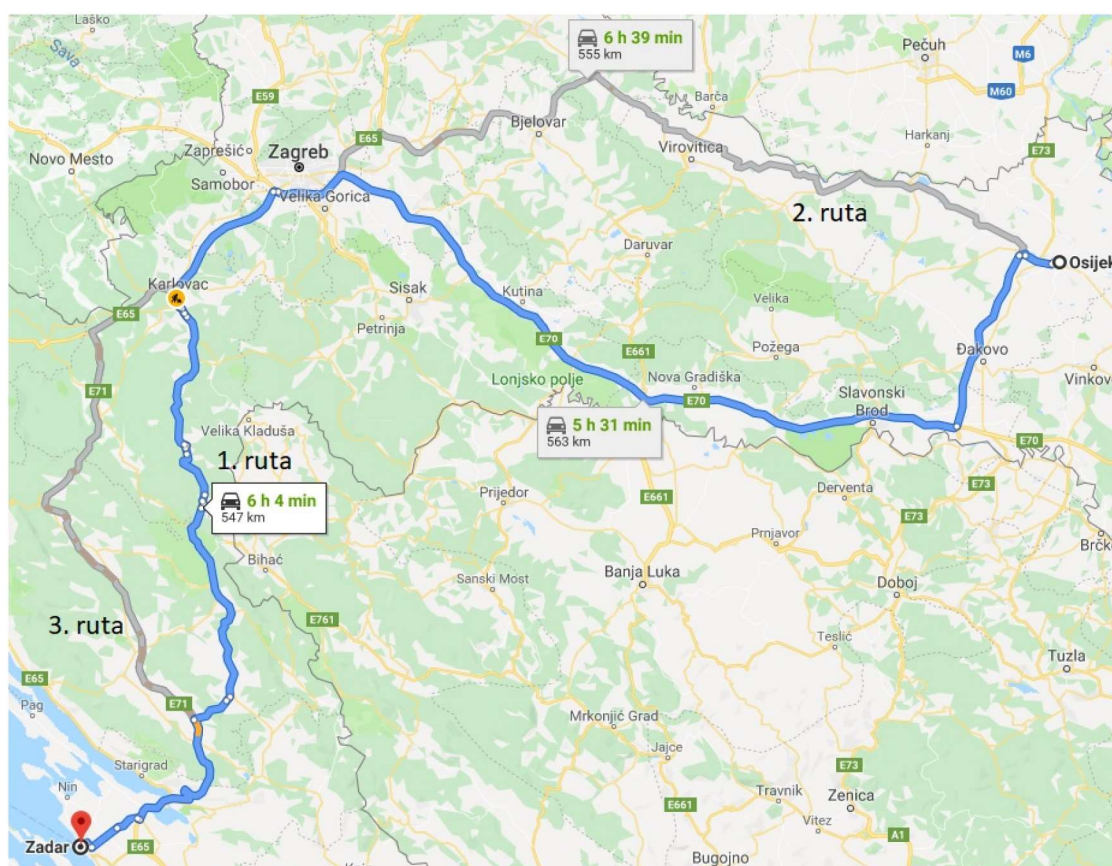 Laško
Sava
6 h 39 min
555 km
Pečuh
M6
M60
E59
Barča
Harkanj
Bjelovar
E65
Novo Mesto
Zaprešić
Zagreb
Virovitica
E73
Samobor
Velika Gorica
2. ruta
Daruvar
Osijek
Karlovac
Sisak
Kutina
Velika
E65
Petrinja
E70
E661
Požega
Đakovo
E71
Lonjsko polje
Nova Gradiška
Vinkov
Slavonski
Brod
E70
5 h 31 min
563 km
E70
Velika Kladuša
1. ruta
6 h 4 min
547 km
Prijedor
E661
Derventa
E73
E73
Prnjavor
Brčko
Bihać
Sanski Most
Banja Luka
Doboj
E761
3. ruta
Teslić
Tuzla
E65
Pag
E71
Mrkonjić Grad
Jajce
Starigrad
E73
Nin
Travnik
Zenica
E661
Vitez
Zadar
E65
A1
Bugojno